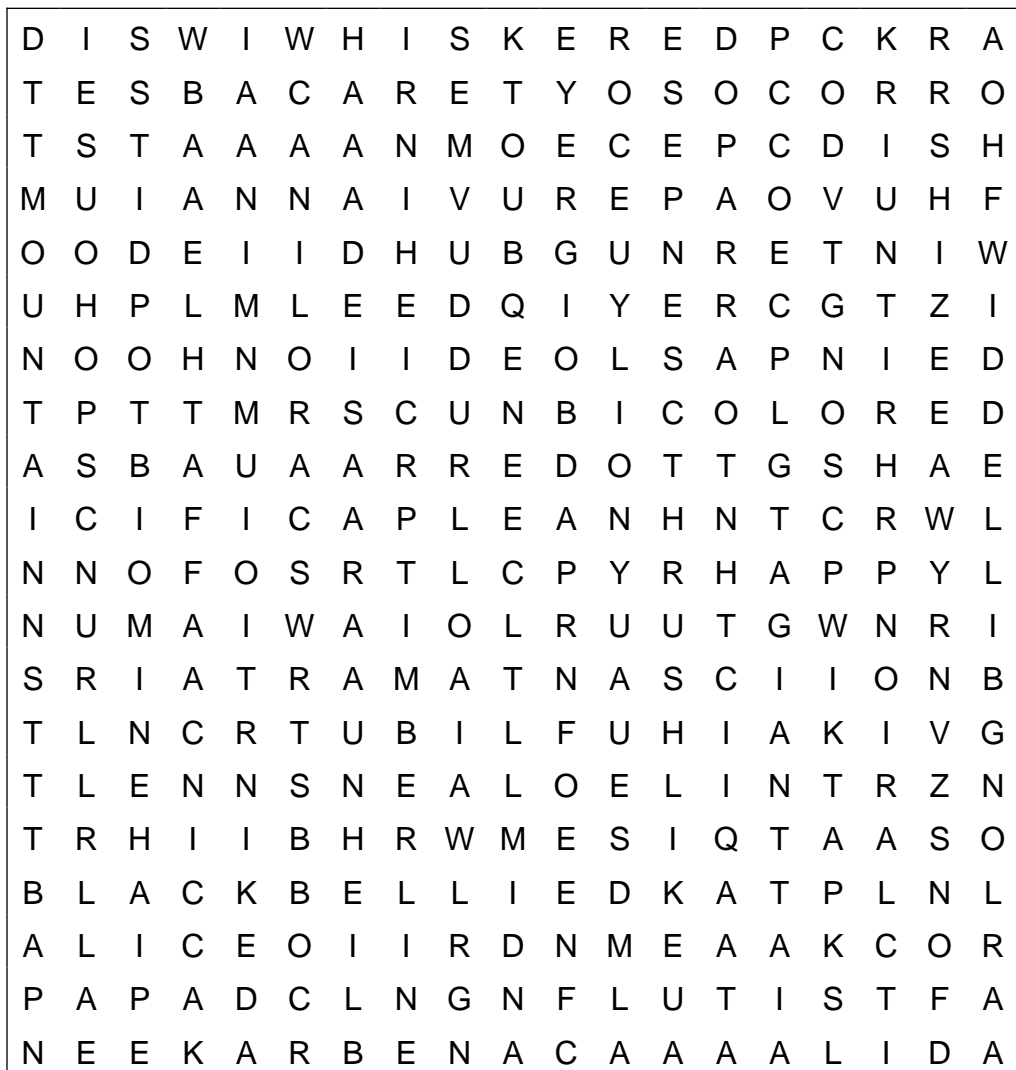 D I S W I W H I S K E R E D P C K R A
T E S B A C A R E T Y O S O C O R R O
T S T A A A A N M O E C E P C D I S H
M U I A N N A I V U R E P A O V U H F
O O D E I I D H U B G U N R E T N I W
U H P L M L E E D Q I Y E R C G T Z I
N O O H N O I I D E O L S A P N I E D
T P T T M R S C U N B I C O L O R E D
A S B A U A A R R E D O T T G S H A E
I C I F I C A P L E A N H N T C R W L
N N O F O S R T L C P Y R H A P P Y L
N U M A I W A I O L R U U T G W N R I
S R I A T R A M A T N A S C I I O N B
T L N C R T U B I L F U H I A K I V G
T L E N N S N E A L O E L I N T R Z N
T R H I I B H R W M E S I Q T A A S O
B L A C K B E L L I E D K A T P L N L
A L I C E O I I R D N M E A A K C O R
P A P A D C L N G N F L U T I S T F A
N E E K A R B E N A C A A A A L I D A